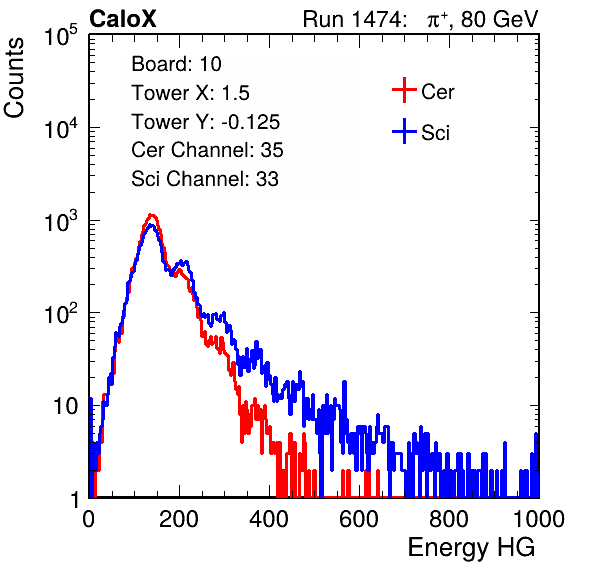 CaloX Run 1474: π⁺, 80 GeV
Counts
Board: 10
Tower X: 1.5
Tower Y: -0.125
Cer Channel: 35
Sci Channel: 33
Cer
Sci
10⁵
10⁴
10³
10²
10
1
0 200 400 600 800 1000
Energy HG